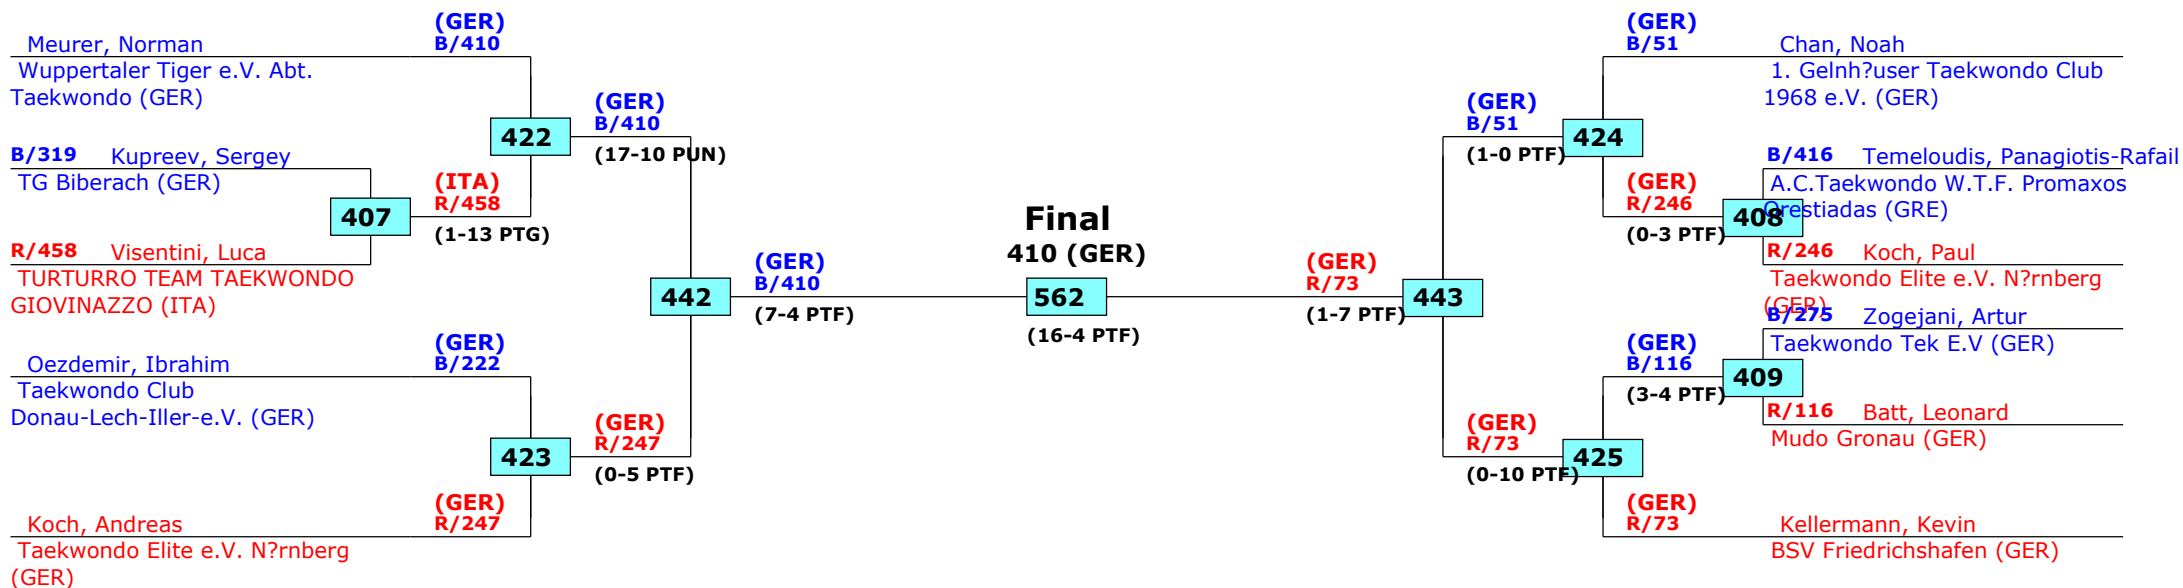 (GER)
B/410
Meurer, Norman
Wuppertaler Tiger e.V. Abt.
Taekwondo (GER)
422
(GER)
B/410
(17-10 PUN)
B/319 Kupreev, Sergey
TG Biberach (GER)
407
(ITA)
R/458
(1-13 PTG)
R/458 Visentini, Luca
TURTURRO TEAM TAEKWONDO
GIOVINAZZO (ITA)
442
(GER)
B/410
(7-4 PTF)
(GER)
B/222
Oezdemir, Ibrahim
Taekwondo Club
Donau-Lech-Iller-e.V. (GER)
423
(GER)
R/247
(0-5 PTF)
(GER)
R/247
Koch, Andreas
Taekwondo Elite e.V. N?rnberg
(GER)
Final
410 (GER)
562
(16-4 PTF)
(GER)
R/73
(1-7 PTF)
443
(GER)
B/51
(1-0 PTF)
424
(GER)
B/51
Chan, Noah
1. Gelnh?user Taekwondo Club
1968 e.V. (GER)
(GER)
R/246
(0-3 PTF)
408
B/416 Temeloudis, Panagiotis-Rafail
A.C.Taekwondo W.T.F. Promaxos
Orestiadas (GRE)
R/246 Koch, Paul
Taekwondo Elite e.V. N?rnberg
(GER)
B/275 Zogejani, Artur
Taekwondo Tek E.V (GER)
(GER)
B/116
(3-4 PTF)
409
R/116 Batt, Leonard
Mudo Gronau (GER)
(GER)
R/73
(0-10 PTF)
425
(GER)
R/73
Kellermann, Kevin
BSV Friedrichshafen (GER)